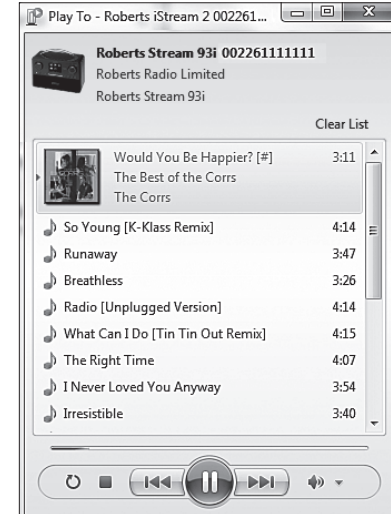 Play To - Roberts iStream 2 002261...
Roberts Stream 93i 002261111111
Roberts Radio Limited
Roberts Stream 93i
Clear List
Would You Be Happier? [#] 3:11
The Best of the Corrs
The Corrs
So Young [K-Klass Remix] 4:14
Runaway 3:47
Breathless 3:26
Radio [Unplugged Version] 4:14
What Can I Do [Tin Tin Out Remix] 4:15
The Right Time 4:07
I Never Loved You Anyway 3:54
Irresistible 3:40